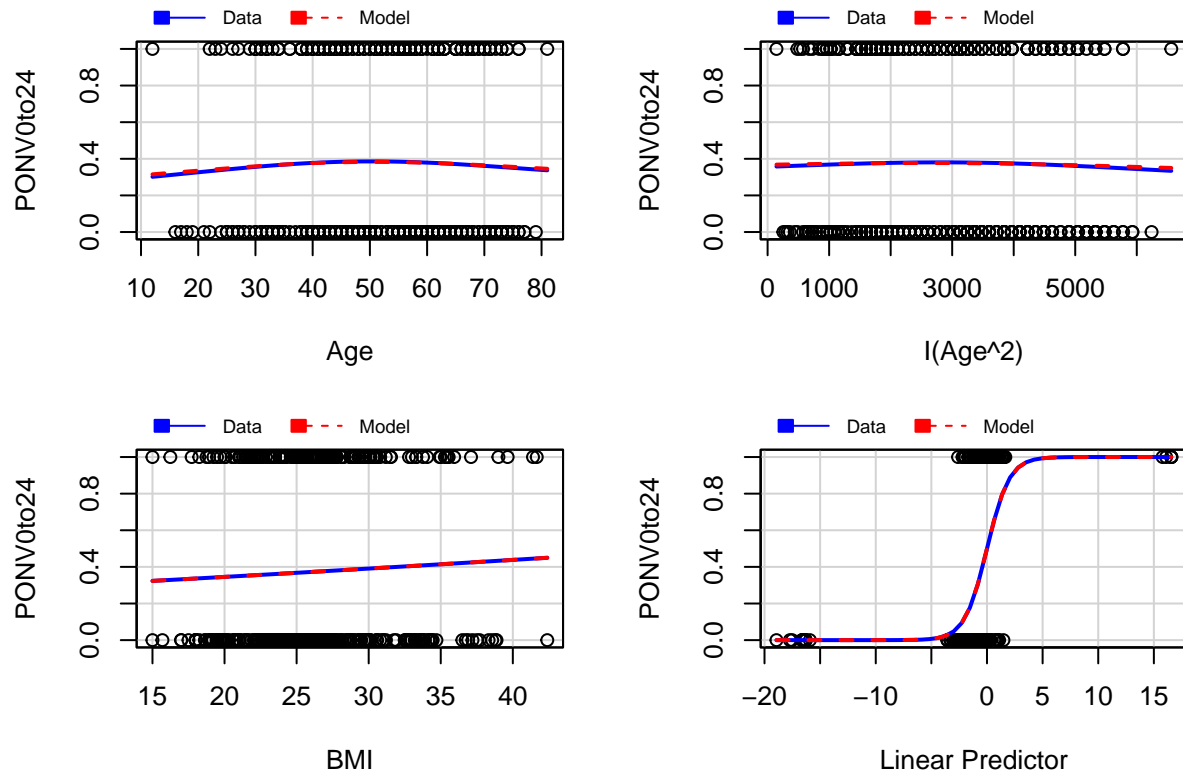 Data Model
PONV0to24
0.0 0.4 0.8
10 20 30 40 50 60 70 80
Age
Data Model
PONV0to24
0.0 0.4 0.8
0 1000 3000 5000
I(Age^2)
Data Model
PONV0to24
0.0 0.4 0.8
15 20 25 30 35 40
BMI
Data Model
PONV0to24
0.0 0.4 0.8
−20 −10 0 5 10 15
Linear Predictor